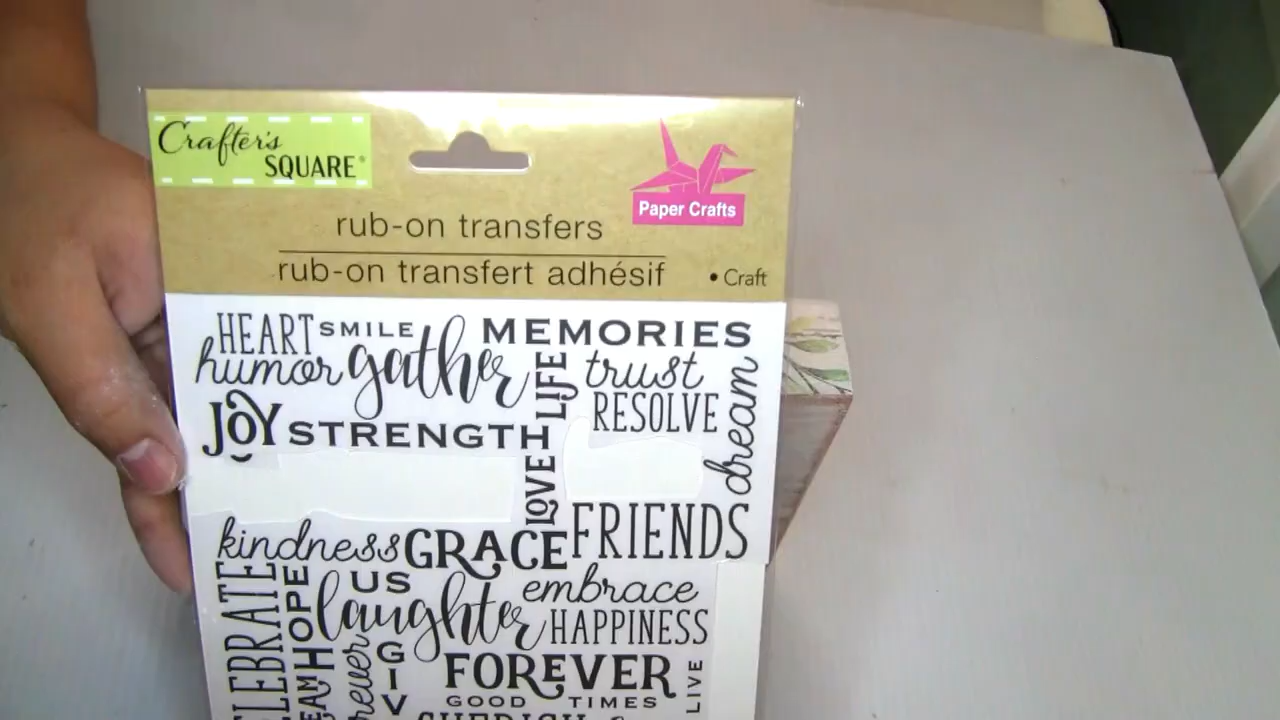 Crafter's
SQUARE®
Paper Crafts
rub-on transfers
rub-on transfert adhésif
• Craft
HEART SMILE MEMORIES
humor gather LIFE trust
JOY STRENGTH RESOLVE dream
LOVE
kindness GRACE FRIENDS
US embrace
HOPE laughter HAPPINESS
GIV
FOREVER
LIVE
GOOD TIMES